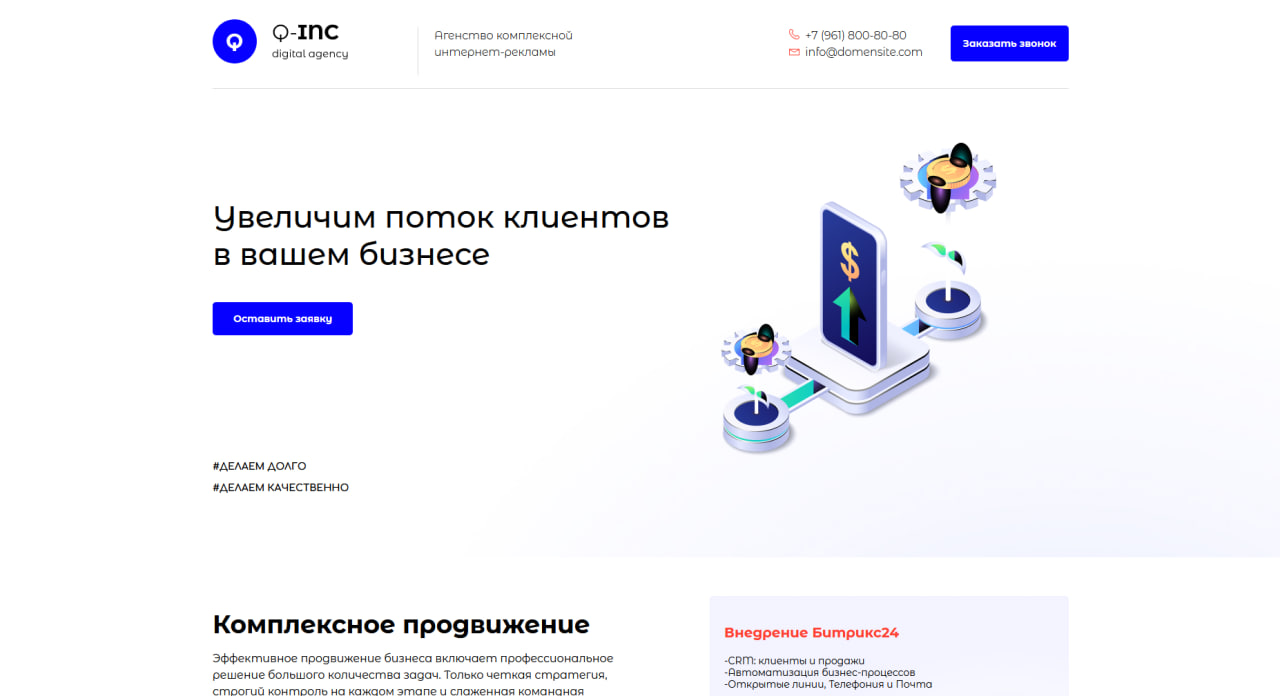 Q
Q-INC
digital agency
Агентство комплексной
интернет-рекламы
+7 (961) 800-80-80
info@domensite.com
Заказать звонок
Увеличим поток клиентов
в вашем бизнесе
Оставить заявку
$
#ДЕЛАЕМ ДОЛГО
#ДЕЛАЕМ КАЧЕСТВЕННО
Комплексное продвижение
Эффективное продвижение бизнеса включает профессиональное
решение большого количества задач. Только четкая стратегия,
строгий контроль на каждом этапе и слаженная командная
Внедрение Битрикс24
-CRM: клиенты и продажи
-Автоматизация бизнес-процессов
-Открытые линии, Телефония и Почта